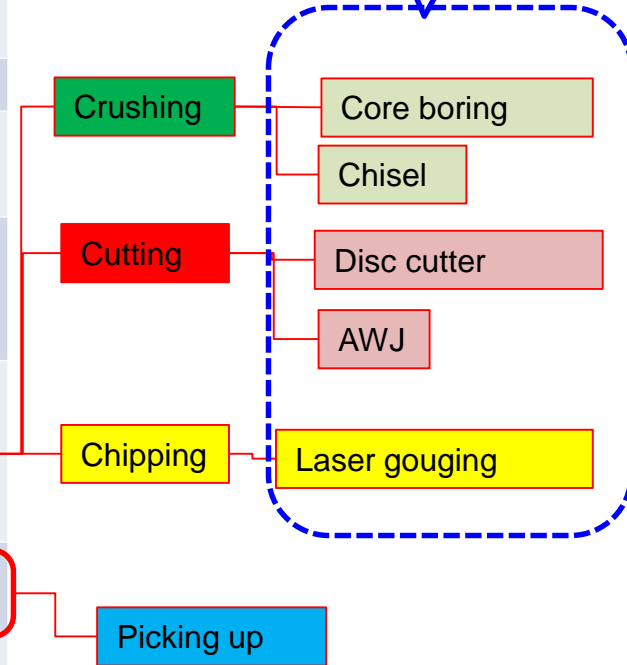 Crushing
Core boring
Chisel
Cutting
Disc cutter
AWJ
Chipping
Laser gouging
Picking up